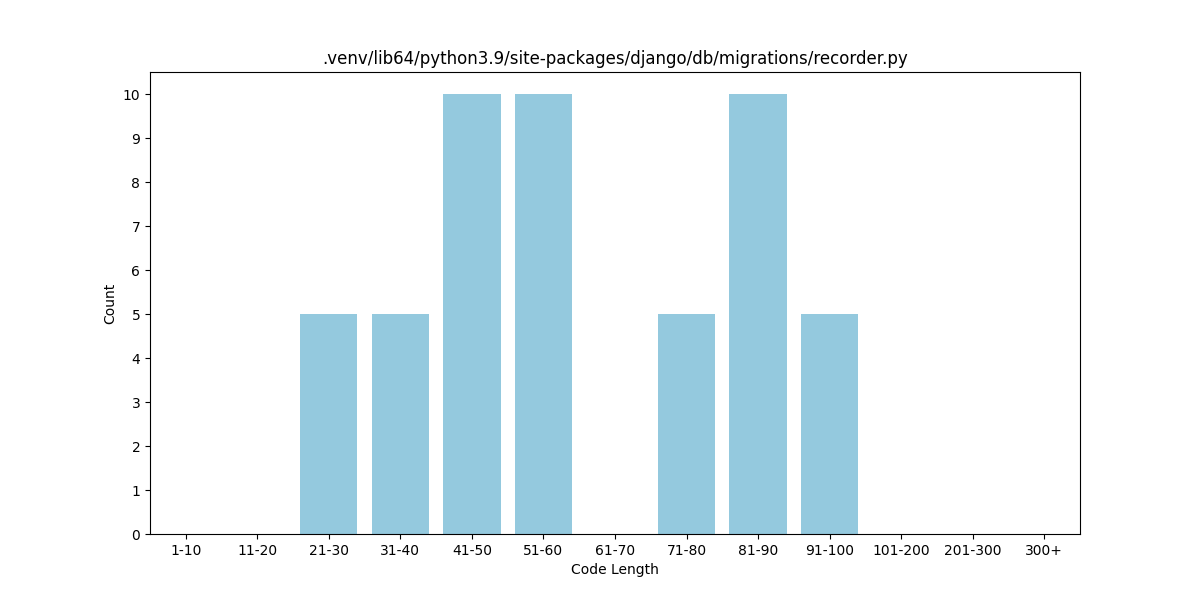 .venv/lib64/python3.9/site-packages/django/db/migrations/recorder.py
10
9
8
7
6
5
4
3
2
1
0
Count
1-10 11-20 21-30 31-40 41-50 51-60 61-70 71-80 81-90 91-100 101-200 201-300 300+
Code Length